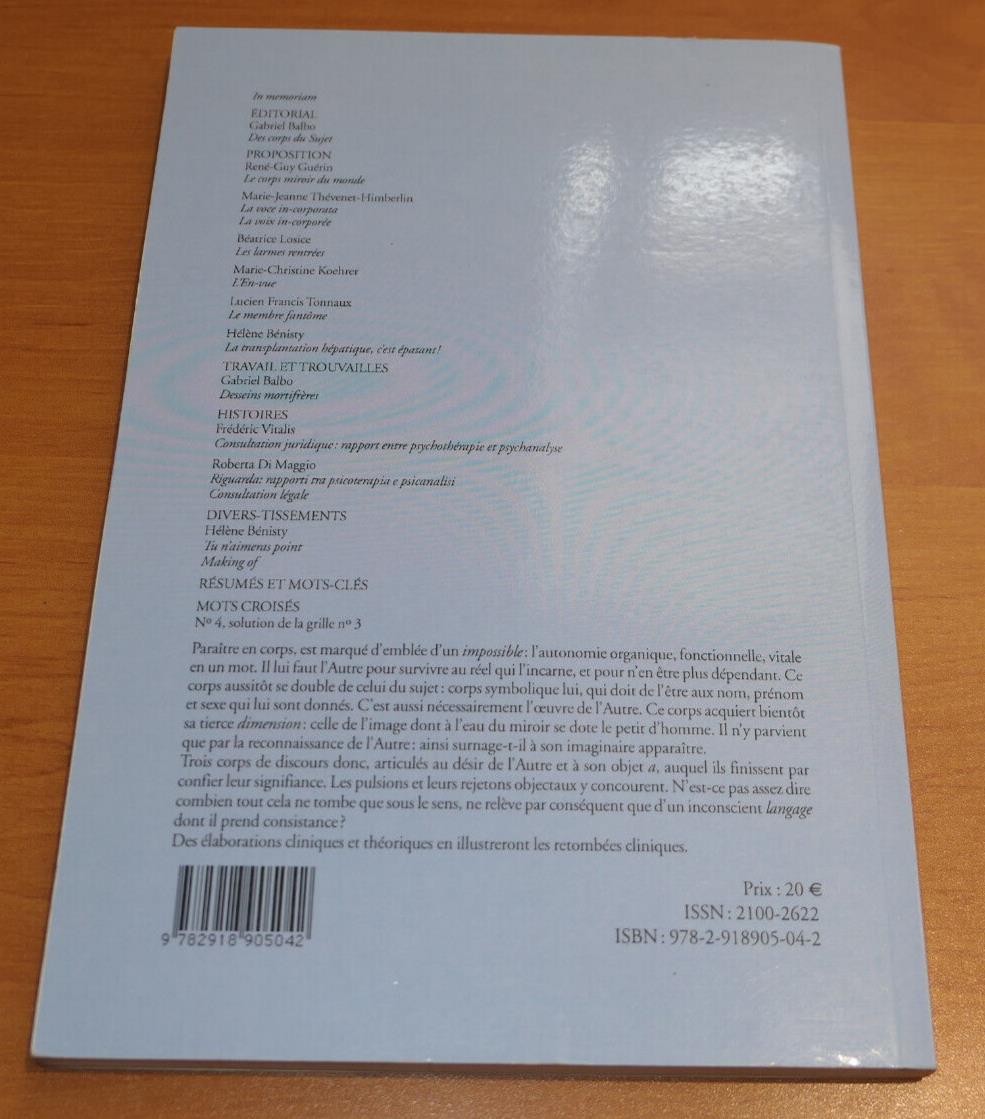 In memoriam
ÉDITORIAL
Gabriel Balbo
Des corps du Sujet
PROPOSITION
René-Guy Guérin
Le corps miroir du monde
Marie-Jeanne Thévenet-Himberlin
La voce in-corporata
La voix in-corporée
Béatrice Losice
Les larmes rentrées
Marie-Christine Koehrer
L'En-vue
Lucien Francis Tonnaux
Le membre fantôme
Hélène Bénisty
La transplantation hépatique, c'est épatant!
TRAVAIL ET TROUVAILLES
Gabriel Balbo
Desseins mortifrères
HISTOIRES
Frédéric Vitalis
Consultation juridique : rapport entre psychothérapie et psychanalyse
Roberta Di Maggio
Riguarda: rapporti tra psicoterapia e psicanalisi
Consultation légale
DIVERS-TISSEMENTS
Hélène Bénisty
Tu n'aimeras point
Making of
RÉSUMÉS ET MOTS-CLÉS
MOTS CROISÉS
Nº 4, solution de la grille nº 3
Paraître en corps, est marqué d'emblée d'un impossible : l'autonomie organique, fonctionnelle, vitale
en un mot. Il lui faut l'Autre pour survivre au réel qui l'incarne, et pour n'en être plus dépendant. Ce
corps aussitôt se double de celui du sujet : corps symbolique lui, qui doit de l'être aux nom, prénom
et sexe qui lui sont donnés. C'est aussi nécessairement l'œuvre de l'Autre. Ce corps acquiert bientôt
sa tierce dimension : celle de l'image dont à l'eau du miroir se dote le petit d'homme. Il n'y parvient
que par la reconnaissance de l'Autre : ainsi surnage-t-il à son imaginaire apparaître.
Trois corps de discours donc, articulés au désir de l'Autre et à son objet a, auquel ils finissent par
confier leur signifiance. Les pulsions et leurs rejetons objectaux y concourent. N'est-ce pas assez dire
combien tout cela ne tombe que sous le sens, ne relève par conséquent que d'un inconscient langage
dont il prend consistance ?
Des élaborations cliniques et théoriques en illustreront les retombées cliniques.
Prix : 20 €
ISSN : 2100-2622
ISBN : 978-2-918905-04-2
9 782918 905042